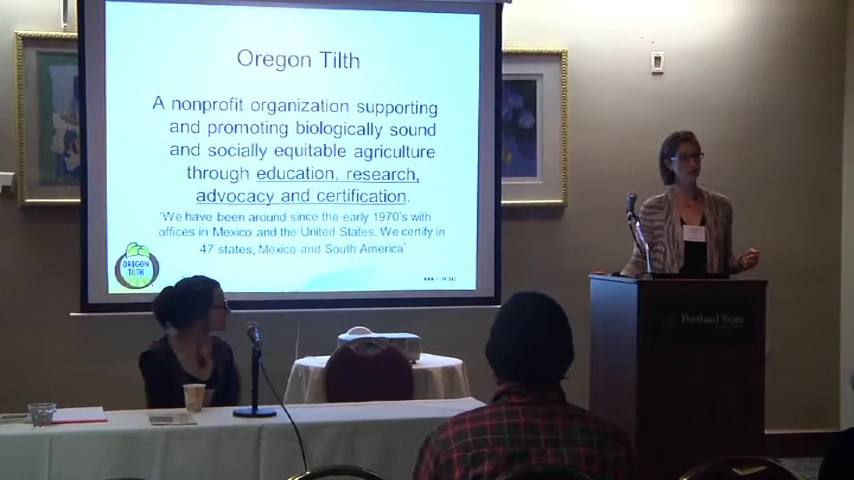 Oregon Tilth
A nonprofit organization supporting
and promoting biologically sound
and socially equitable agriculture
through education, research,
advocacy and certification.
'We have been around since the early 1970's with
offices in Mexico and the United States. We certify in
47 states, Mexico and South America'
OREGON
TILTH
Portland State